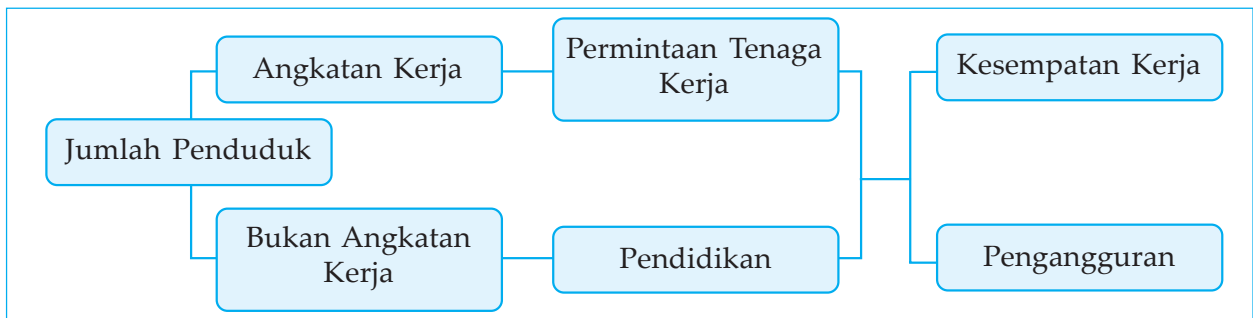 Angkatan Kerja
Permintaan Tenaga
Kerja
Kesempatan Kerja
Jumlah Penduduk
Bukan Angkatan
Kerja
Pendidikan
Pengangguran